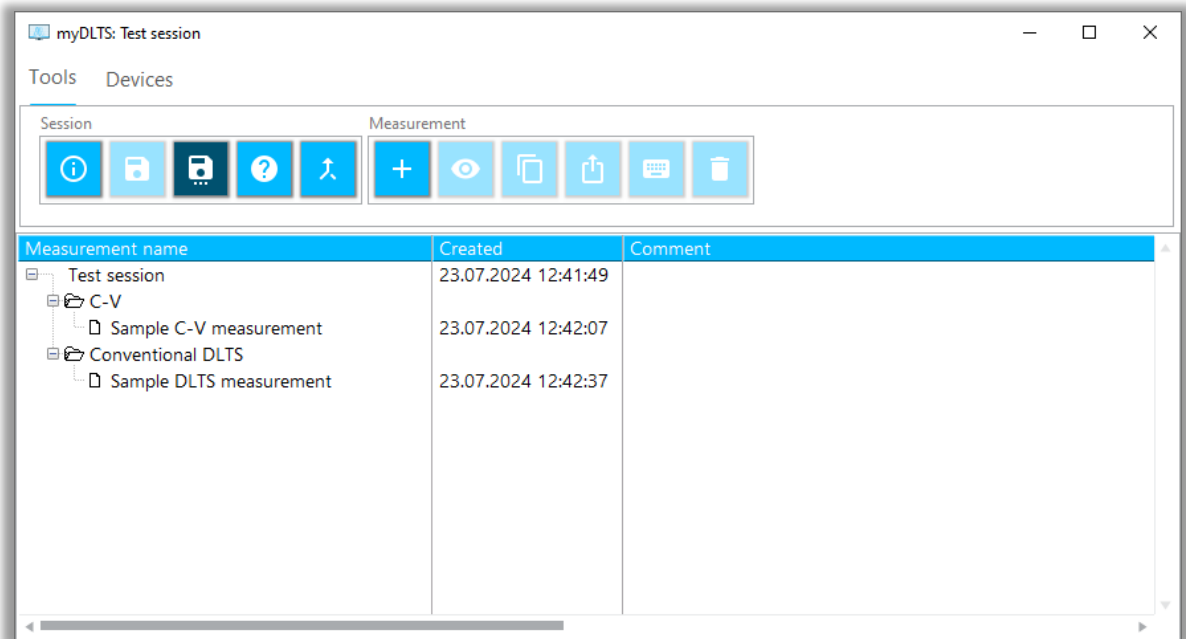 myDLTS: Test session
Tools Devices
Session Measurement
Measurement name Created Comment
Test session 23.07.2024 12:41:49
C-V
Sample C-V measurement 23.07.2024 12:42:07
Conventional DLTS
Sample DLTS measurement 23.07.2024 12:42:37